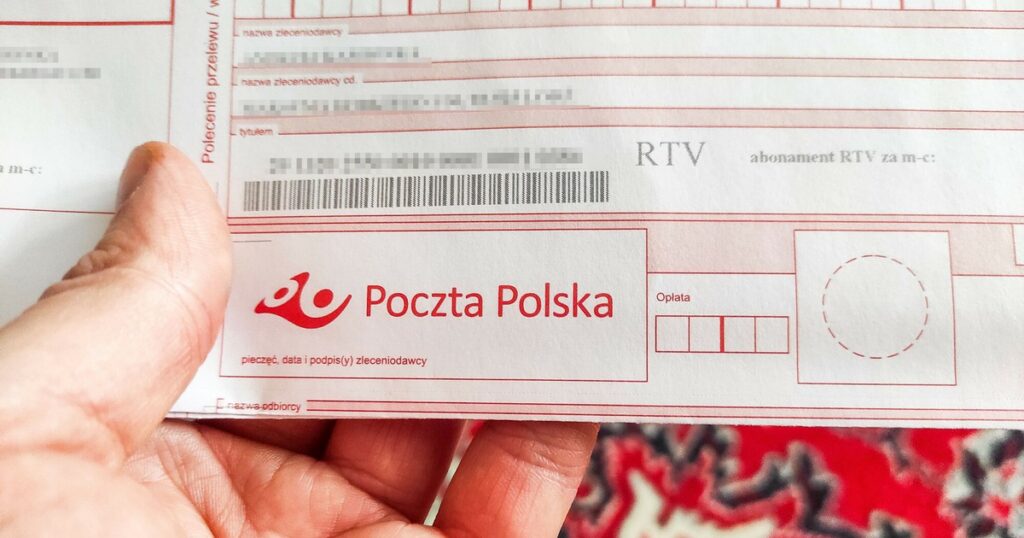 Polecenie przelewu /
nazwa zleceniodawcy
nazwa zleceniodawcy cd.
tytułem
RTV
abonament RTV za m-c:
m-c:
Poczta Polska
Opłata
pieczęć, data i podpis(y) zleceniodawcy
nazwa odbiorcy